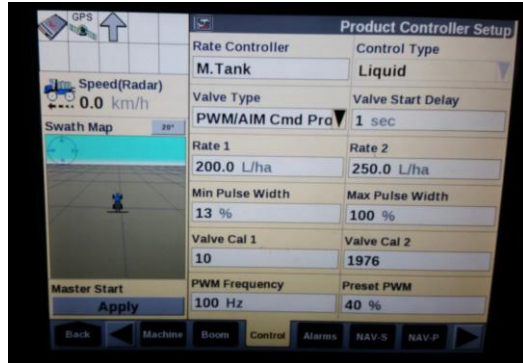 GPS
Product Controller Setup
Rate Controller
Control Type
M.Tank
Liquid
Speed(Radar)
0.0 km/h
Valve Type
Valve Start Delay
PWM/AIM Cmd Pro
1 sec
Swath Map
20°
Rate 1
Rate 2
200.0 L/ha
250.0 L/ha
Min Pulse Width
Max Pulse Width
13 %
100 %
Valve Cal 1
Valve Cal 2
10
1976
Master Start
PWM Frequency
Preset PWM
Apply
100 Hz
40 %
Back
Machine
Boom
Control
Alarms
NAV-S
NAV-P